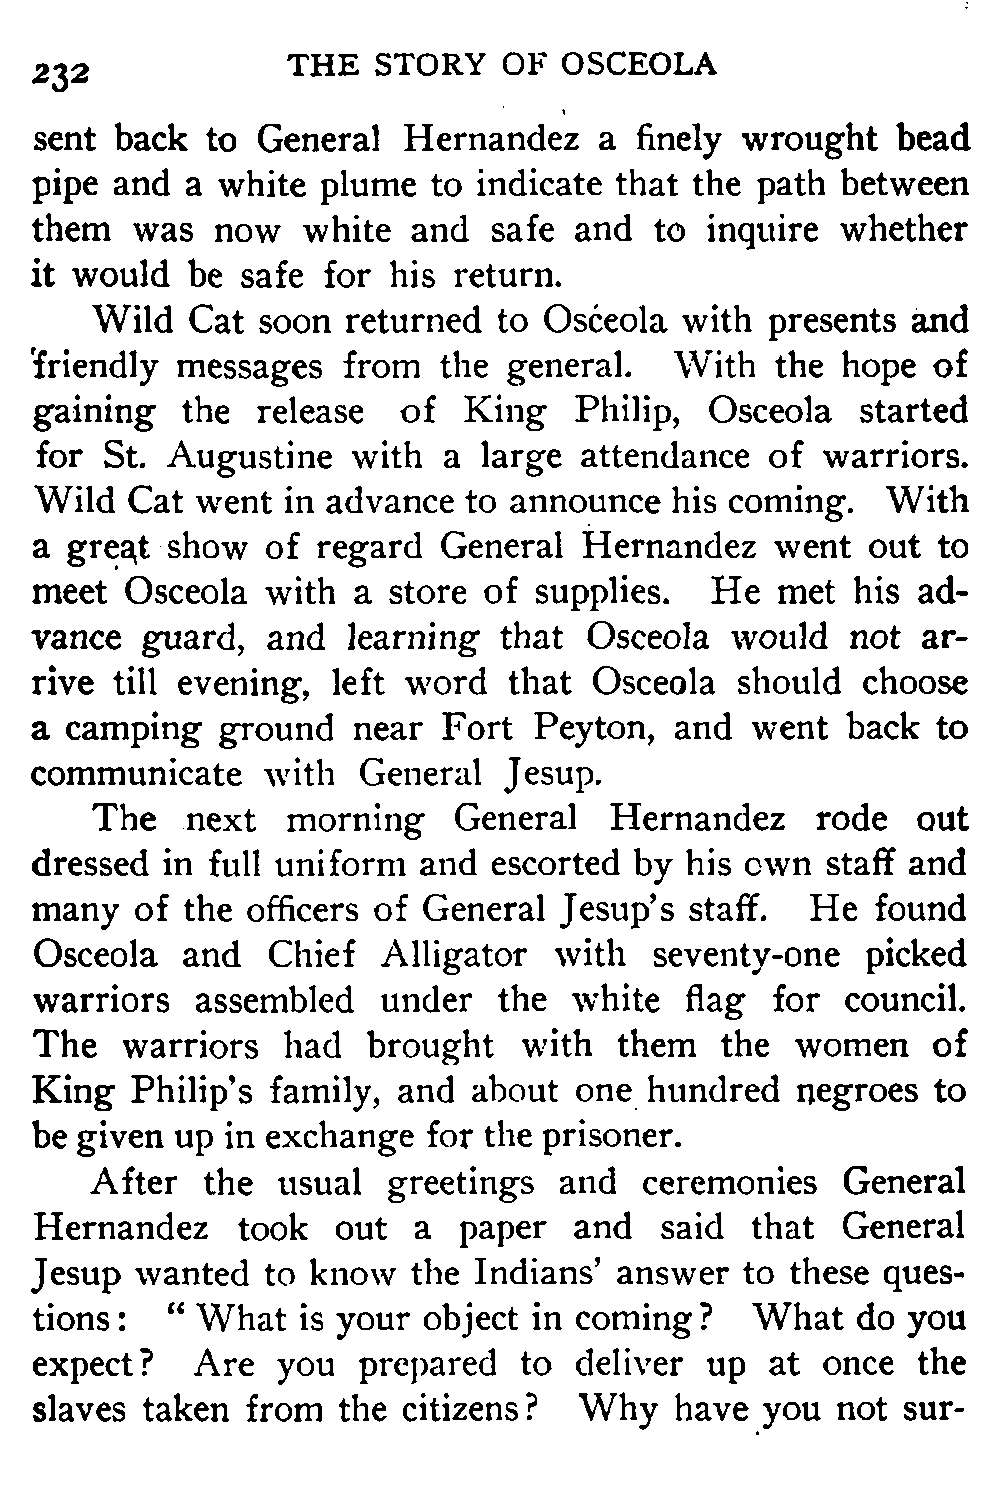 232 THE STORY OF OSCEOLA
sent back to General Hernandez a finely wrought bead
pipe and a white plume to indicate that the path between
them was now white and safe and to inquire whether
it would be safe for his return.
Wild Cat soon returned to Osceola with presents and
friendly messages from the general. With the hope of
gaining the release of King Philip, Osceola started
for St. Augustine with a large attendance of warriors.
Wild Cat went in advance to announce his coming. With
a great show of regard General Hernandez went out to
meet Osceola with a store of supplies. He met his ad-
vance guard, and learning that Osceola would not ar-
rive till evening, left word that Osceola should choose
a camping ground near Fort Peyton, and went back to
communicate with General Jesup.
The next morning General Hernandez rode out
dressed in full uniform and escorted by his own staff and
many of the officers of General Jesup's staff. He found
Osceola and Chief Alligator with seventy-one picked
warriors assembled under the white flag for council.
The warriors had brought with them the women of
King Philip's family, and about one hundred negroes to
be given up in exchange for the prisoner.
After the usual greetings and ceremonies General
Hernandez took out a paper and said that General
Jesup wanted to know the Indians' answer to these ques-
tions: "What is your object in coming? What do you
expect? Are you prepared to deliver up at once the
slaves taken from the citizens? Why have you not sur-